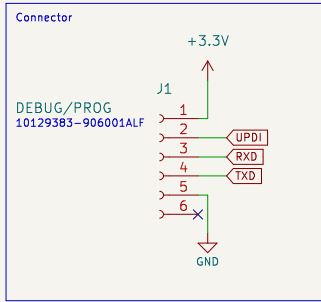 Connector
+3.3V
J1
DEBUG/PROG
10129383-906001ALF
1
2
UPDI
3
RXD
4
TXD
5
6
GND